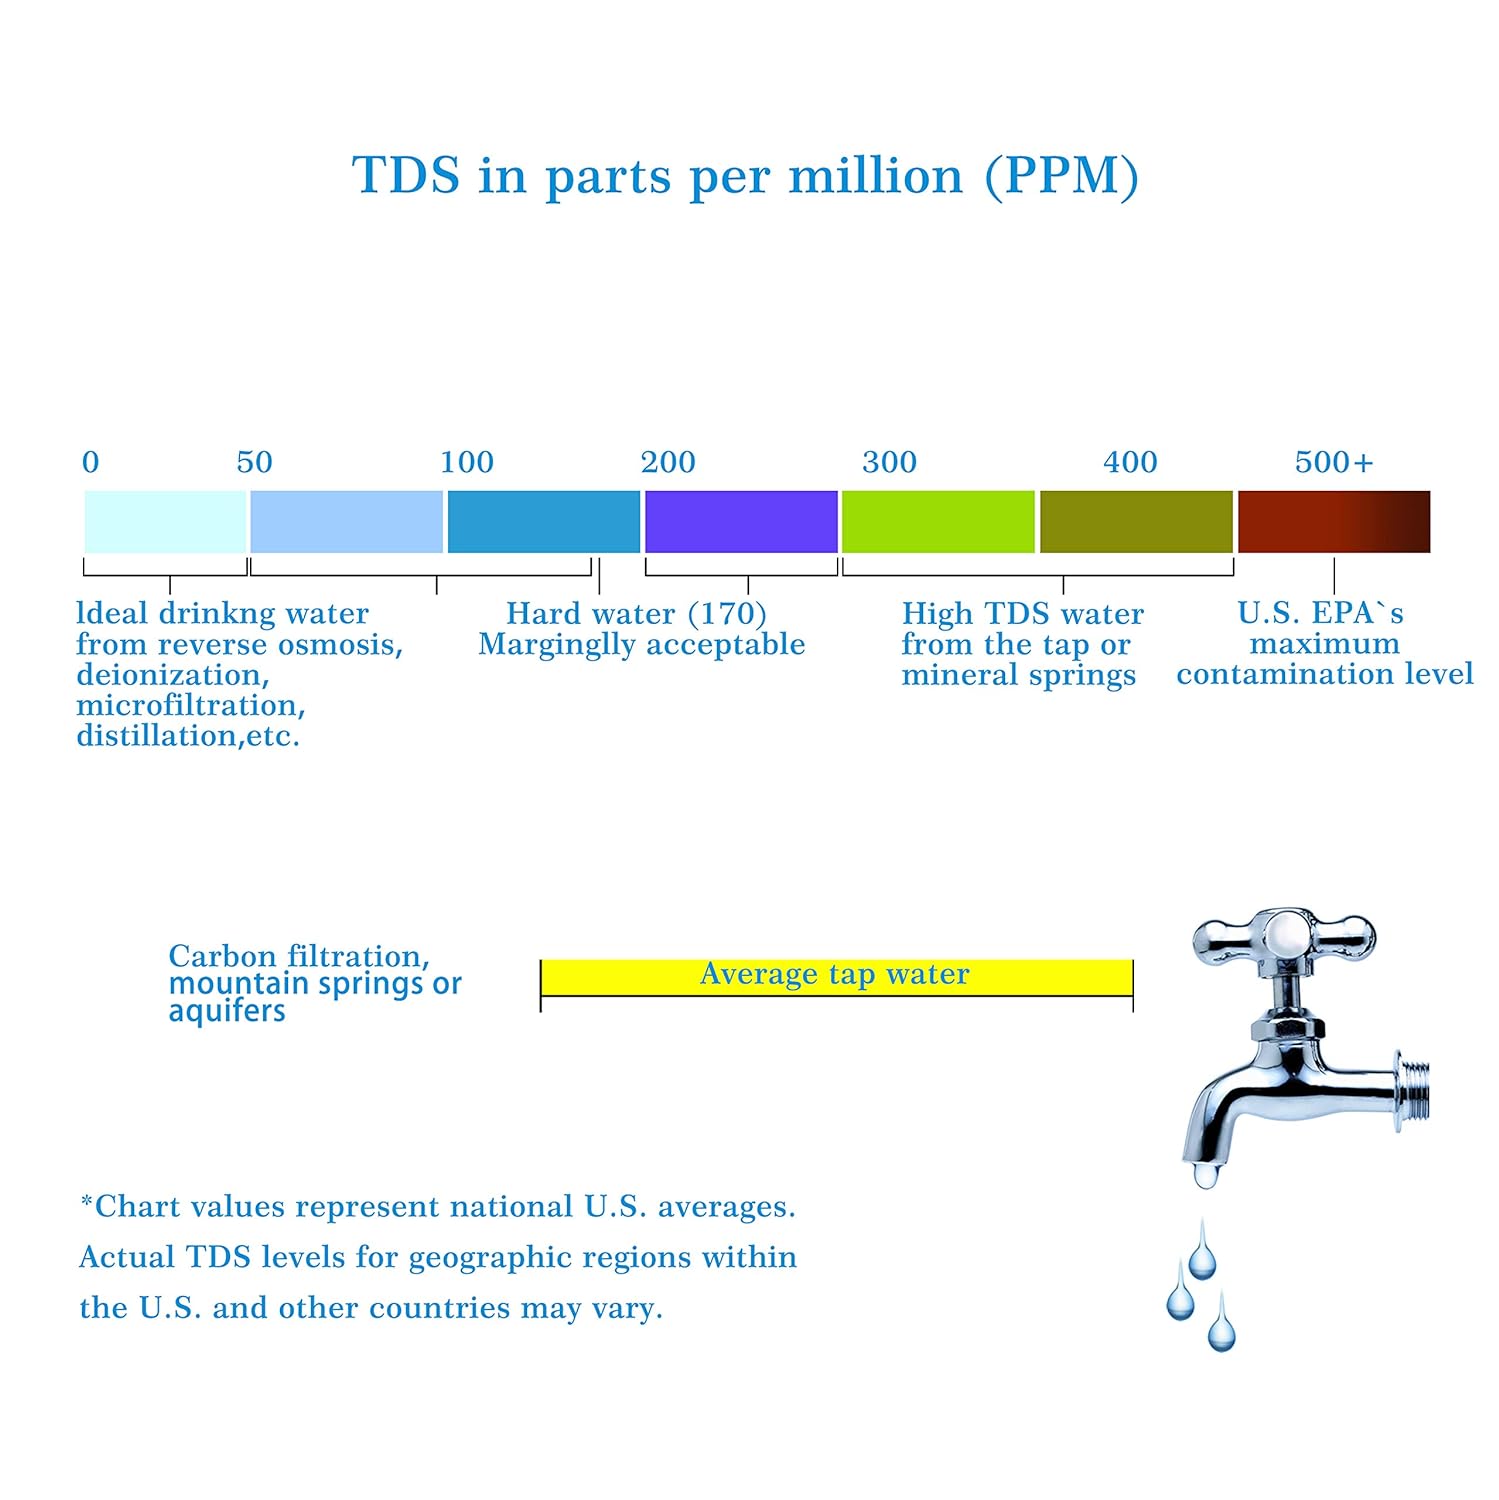 TDS in parts per million (PPM)
0 50 100 200 300 400 500+
ldeal drinkng water
from reverse osmosis,
deionization,
microfiltration,
distillation,etc.
Hard water (170)
Marginglly acceptable
High TDS water
from the tap or
mineral springs
U.S. EPA`s
maximum
contamination level
Carbon filtration,
mountain springs or
aquifers
Average tap water
*Chart values represent national U.S. averages.
Actual TDS levels for geographic regions within
the U.S. and other countries may vary.